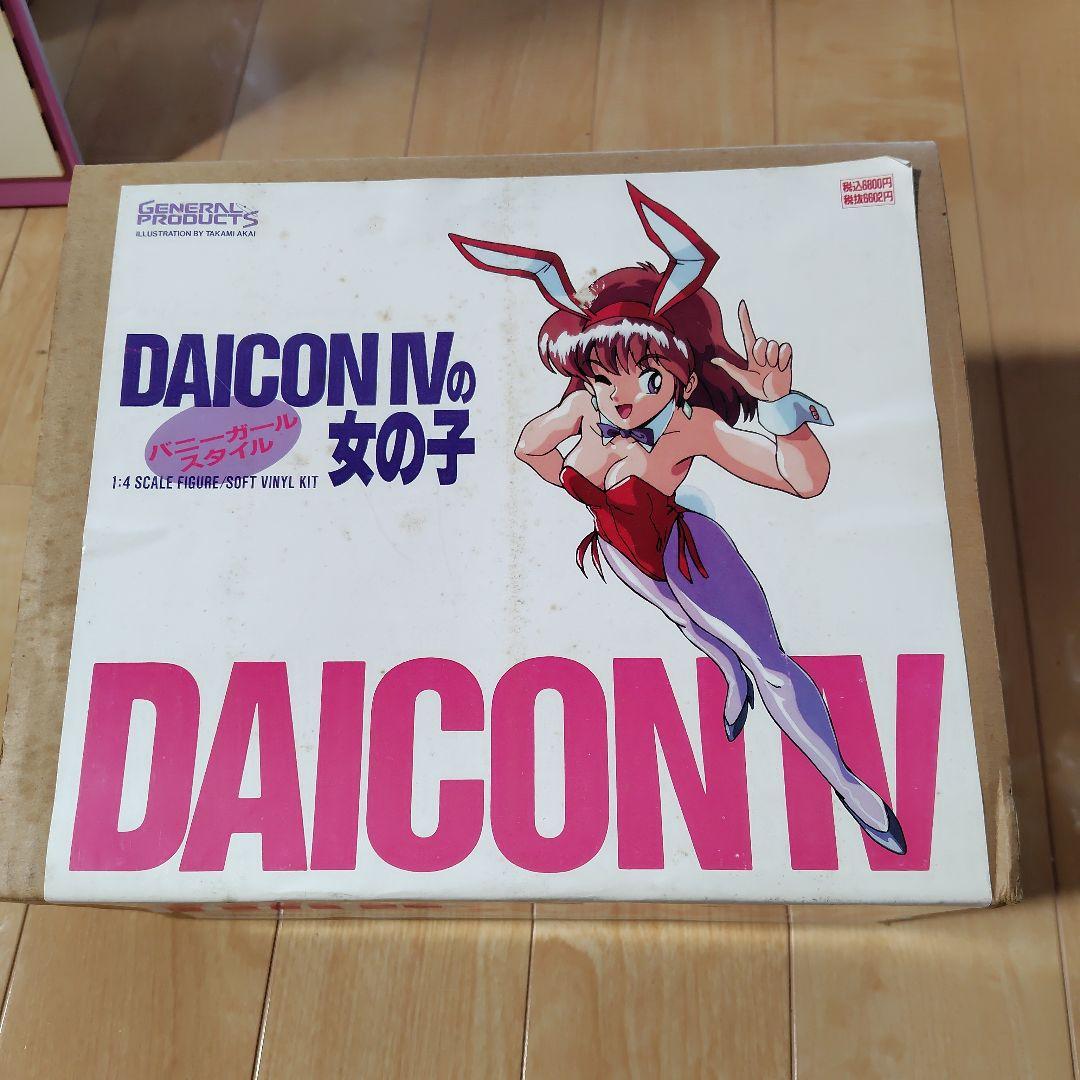 GENERAL
PRODUCTS
ILLUSTRATION BY TAKAMI AKAI
税込6800円
税抜6602円
DAICON IVの
女の子
バニーガール
スタイル
1:4 SCALE FIGURE/SOFT VINYL KIT
DAICON IV